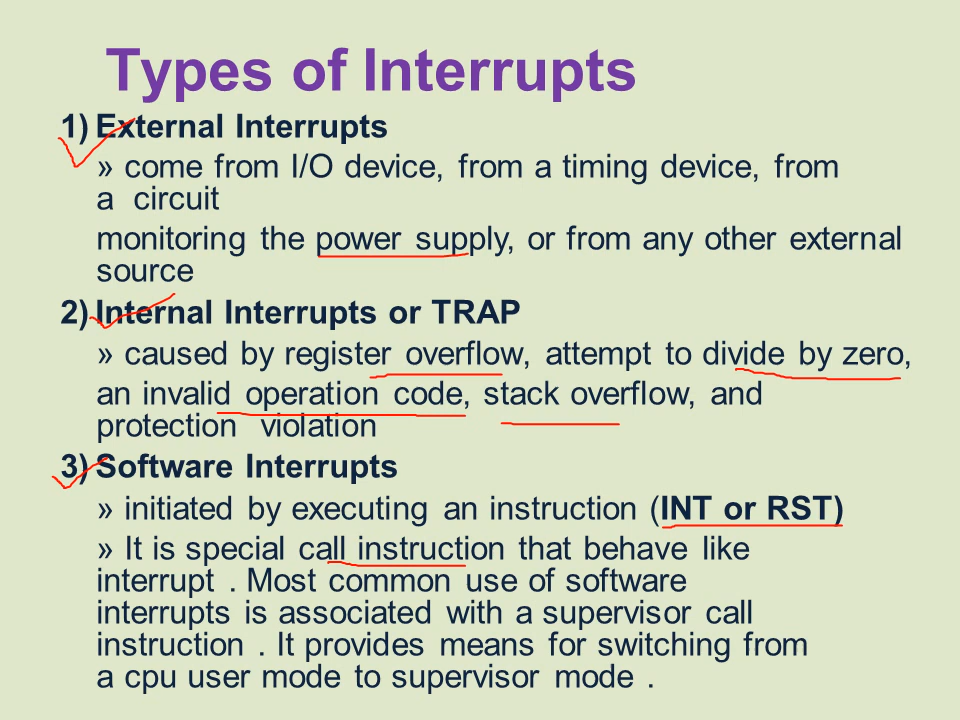 Types of Interrupts
1) External Interrupts
» come from I/O device, from a timing device, from
a circuit
monitoring the power supply, or from any other external
source
2) Internal Interrupts or TRAP
» caused by register overflow, attempt to divide by zero,
an invalid operation code, stack overflow, and
protection violation
3) Software Interrupts
» initiated by executing an instruction (INT or RST)
» It is special call instruction that behave like
interrupt . Most common use of software
interrupts is associated with a supervisor call
instruction . It provides means for switching from
a cpu user mode to supervisor mode .